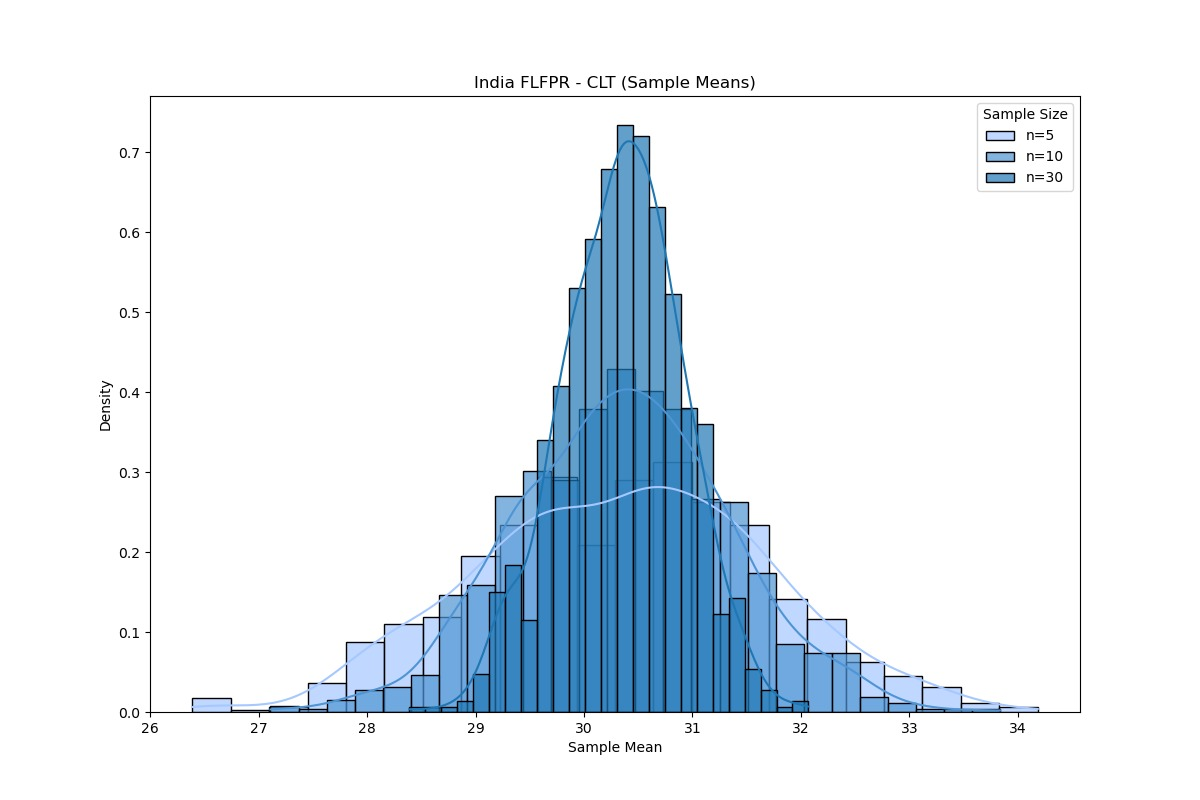 India FLFPR - CLT (Sample Means)
Sample Size
n=5
n=10
n=30
Density
0.7
0.6
0.5
0.4
0.3
0.2
0.1
0.0
26 27 28 29 30 31 32 33 34
Sample Mean